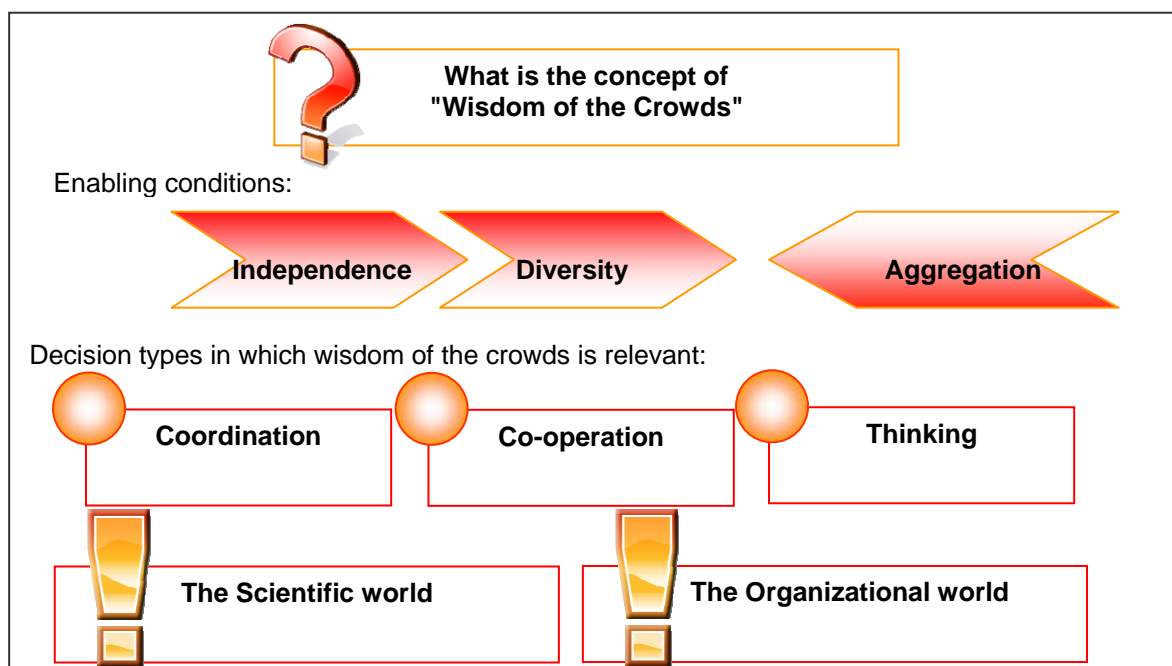 What is the concept of
"Wisdom of the Crowds"
Enabling conditions:
Independence
Diversity
Aggregation
Decision types in which wisdom of the crowds is relevant:
Coordination
Co-operation
Thinking
The Scientific world
The Organizational world